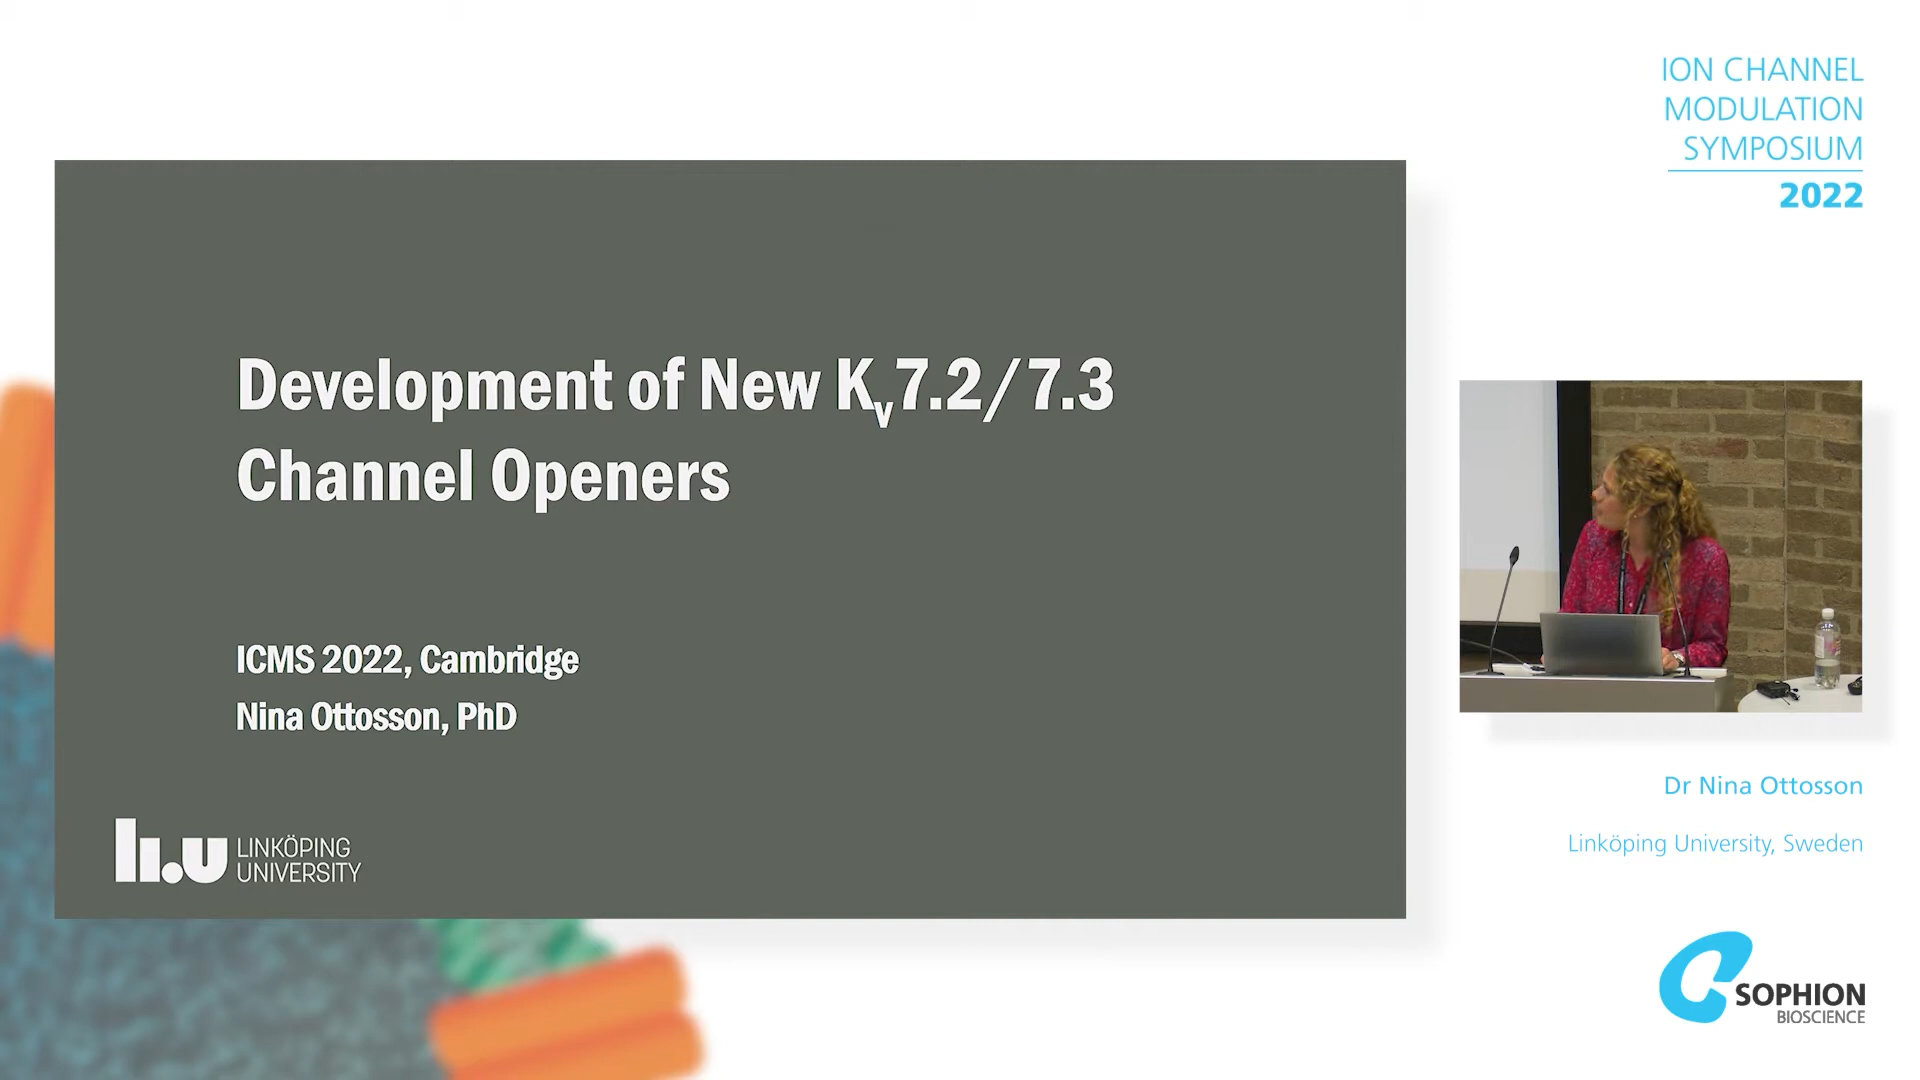 ION CHANNEL
MODULATION
SYMPOSIUM
2022
Development of New Kv7.2/7.3
Channel Openers
ICMS 2022, Cambridge
Nina Ottosson, PhD
li.u LINKÖPING
UNIVERSITY
Dr Nina Ottosson
Linköping University, Sweden
SOPHION
BIOSCIENCE